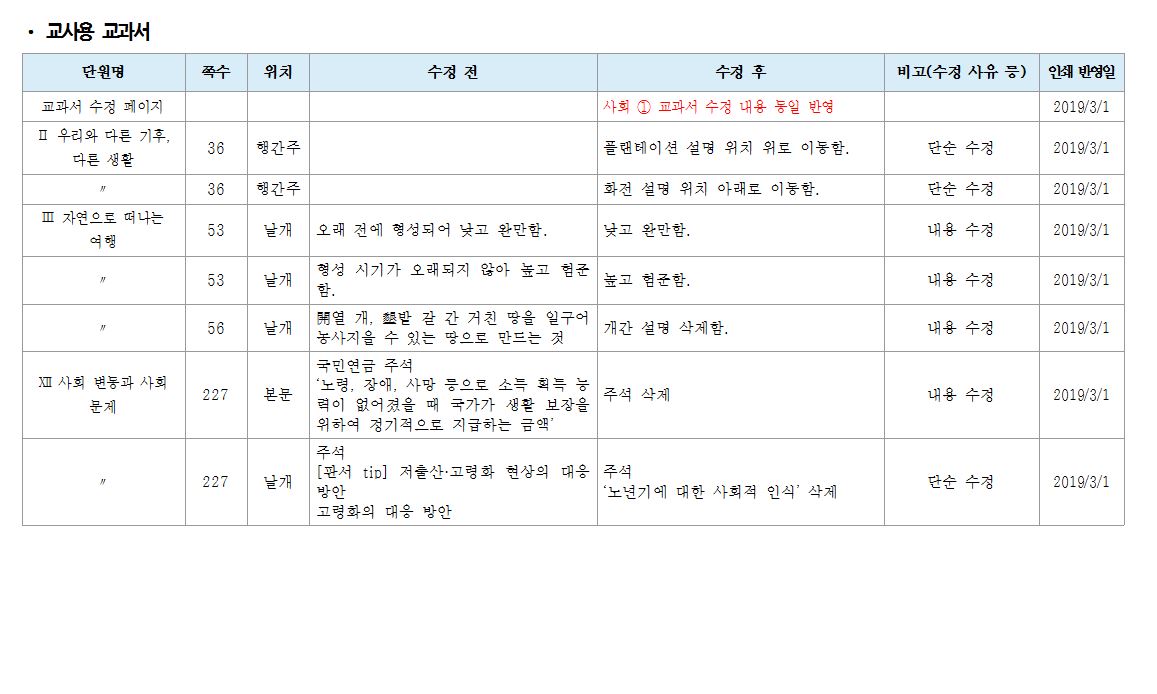 · 교사용 교과서
단원명 쪽수 위치 수정 전 수정 후 비고(수정 사유 등) 인쇄 반영일
교과서 수정 페이지 사회 ① 교과서 수정 내용 동일 반영 2019/3/1
Ⅱ 우리와 다른 기후,
다른 생활 36 행간주 플랜테이션 설명 위치 위로 이동함. 단순 수정 2019/3/1
〃 36 행간주 화전 설명 위치 아래로 이동함. 단순 수정 2019/3/1
Ⅲ 자연으로 떠나는
여행 53 날개 오래 전에 형성되어 낮고 완만함. 낮고 완만함. 내용 수정 2019/3/1
〃 53 날개 형성 시기가 오래되지 않아 높고 험준
함. 높고 험준함. 내용 수정 2019/3/1
〃 56 날개 開열 개, 墾밭 갈 간 거친 땅을 일구어
농사지을 수 있는 땅으로 만드는 것 개간 설명 삭제함. 내용 수정 2019/3/1
Ⅻ 사회 변동과 사회
문제 227 본문 국민연금 주석
‘노령, 장애, 사망 등으로 소득 획득 능
력이 없어졌을 때 국가가 생활 보장을
위하여 정기적으로 지급하는 금액’ 주석 삭제 내용 수정 2019/3/1
〃 227 날개 주석
[판서 tip] 저출산·고령화 현상의 대응
방안
고령화의 대응 방안 주석
‘노년기에 대한 사회적 인식’ 삭제 단순 수정 2019/3/1